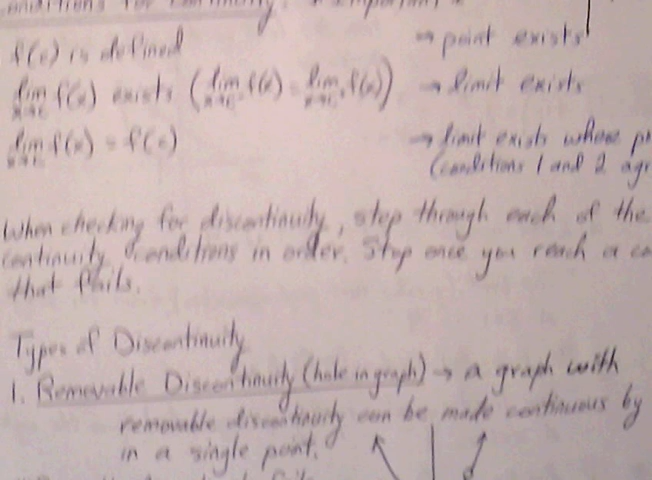 conditions for continuity:
f(c) is defined → point exists
lim x→c f(x) exists (lim x→c⁻ f(x) = lim x→c⁺ f(x)) → limit exists
lim x→c f(x) = f(c) → limit exists where
(conditions 1 and 2
When checking for discontinuity, step through each of the
continuity conditions in order. Stop once you reach a
that fails.
Types of Discontinuity
1. Removable Discontinuity (hole in graph) → a graph with
removable discontinuity can be made continuous by
in a single point.